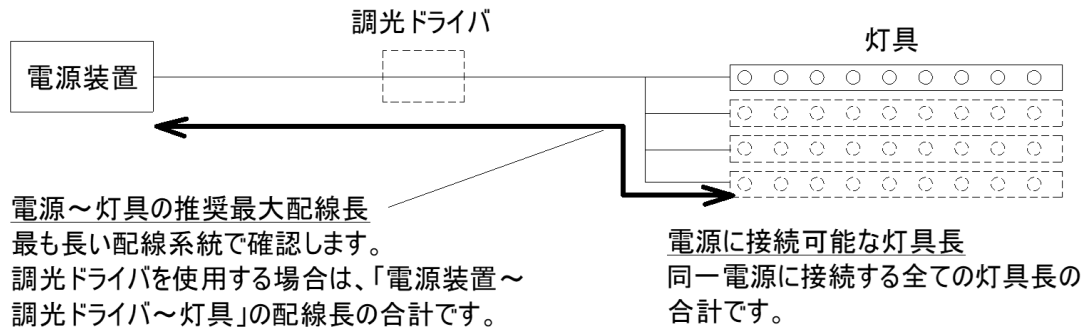 調光ドライバ
灯具
電源装置
電源～灯具の推奨最大配線長
最も長い配線系統で確認します。
調光ドライバを使用する場合は、「電源装置～
調光ドライバ～灯具」の配線長の合計です。
電源に接続可能な灯具長
同一電源に接続する全ての灯具長の
合計です。